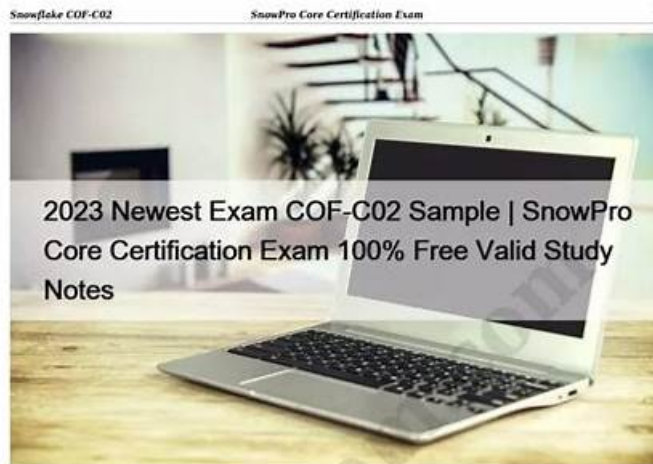 Snowflake COF-C02 SnowPro Core Certification Exam
2023 Newest Exam COF-C02 Sample | SnowPro
Core Certification Exam 100% Free Valid Study
Notes